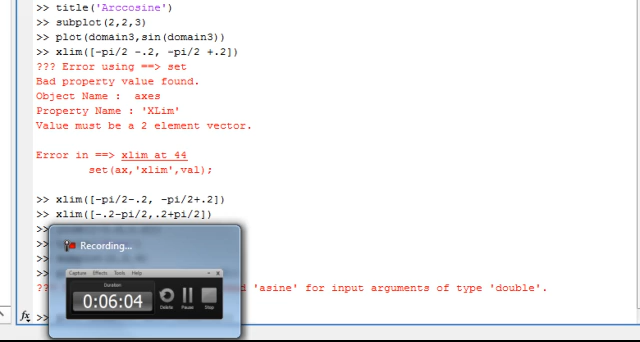 >> title('Arccosine')
>> subplot(2,2,3)
>> plot(domain3,sin(domain3))
>> xlim([-pi/2 -.2, -pi/2 +.2])
??? Error using ==> set
Bad property value found.
Object Name :  axes
Property Name : 'XLim'
Value must be a 2 element vector.
Error in ==> xlim at 44
set(ax,'xlim',val);
>> xlim([-pi/2-.2, -pi/2+.2])
>> xlim([-.2-pi/2,.2+pi/2])
>>
>>
>>
>>
'asine' for input arguments of type 'double'.
fx >>
Recording...
Capture Effects Tools Help
Duration
0:06:04
Delete Pause Stop